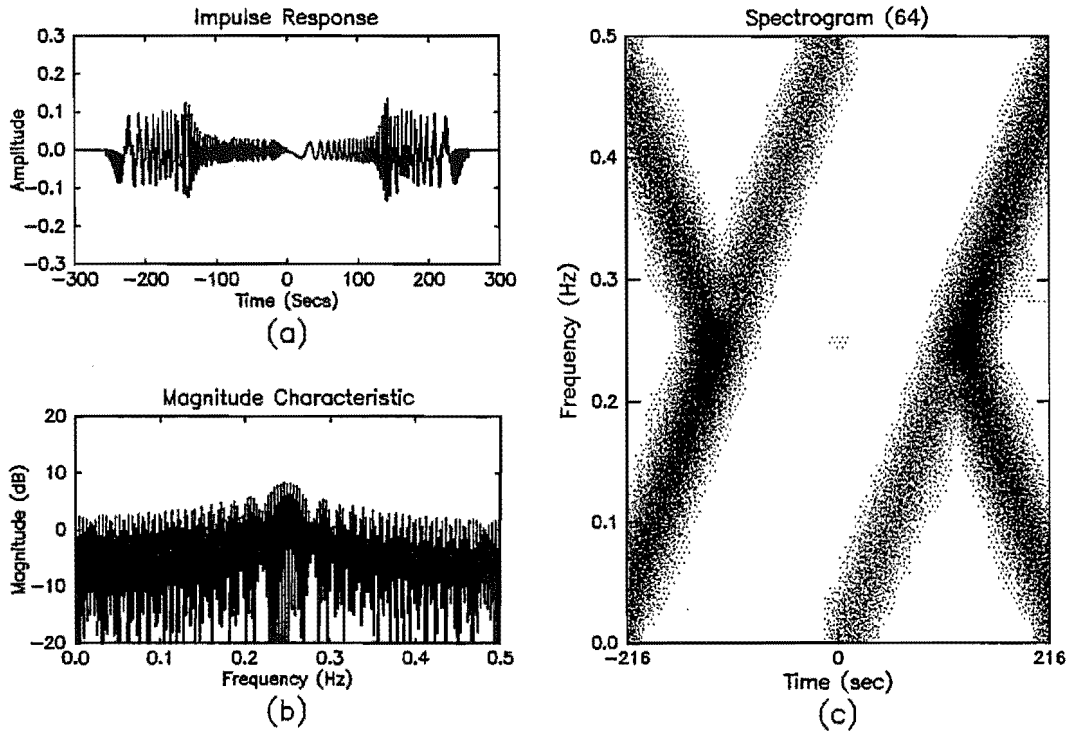 Impulse Response
Amplitude
0.3
0.2
0.1
0.0
−0.1
−0.2
−0.3
−300 −200 −100 0 100 200 300
Time (Secs)
(a)
Magnitude Characteristic
Magnitude (dB)
20
10
0
−10
−20
0.0 0.1 0.2 0.3 0.4 0.5
Frequency (Hz)
(b)
Spectrogram (64)
Frequency (Hz)
0.5
0.4
0.3
0.2
0.1
0.0
−216 0 216
Time (sec)
(c)